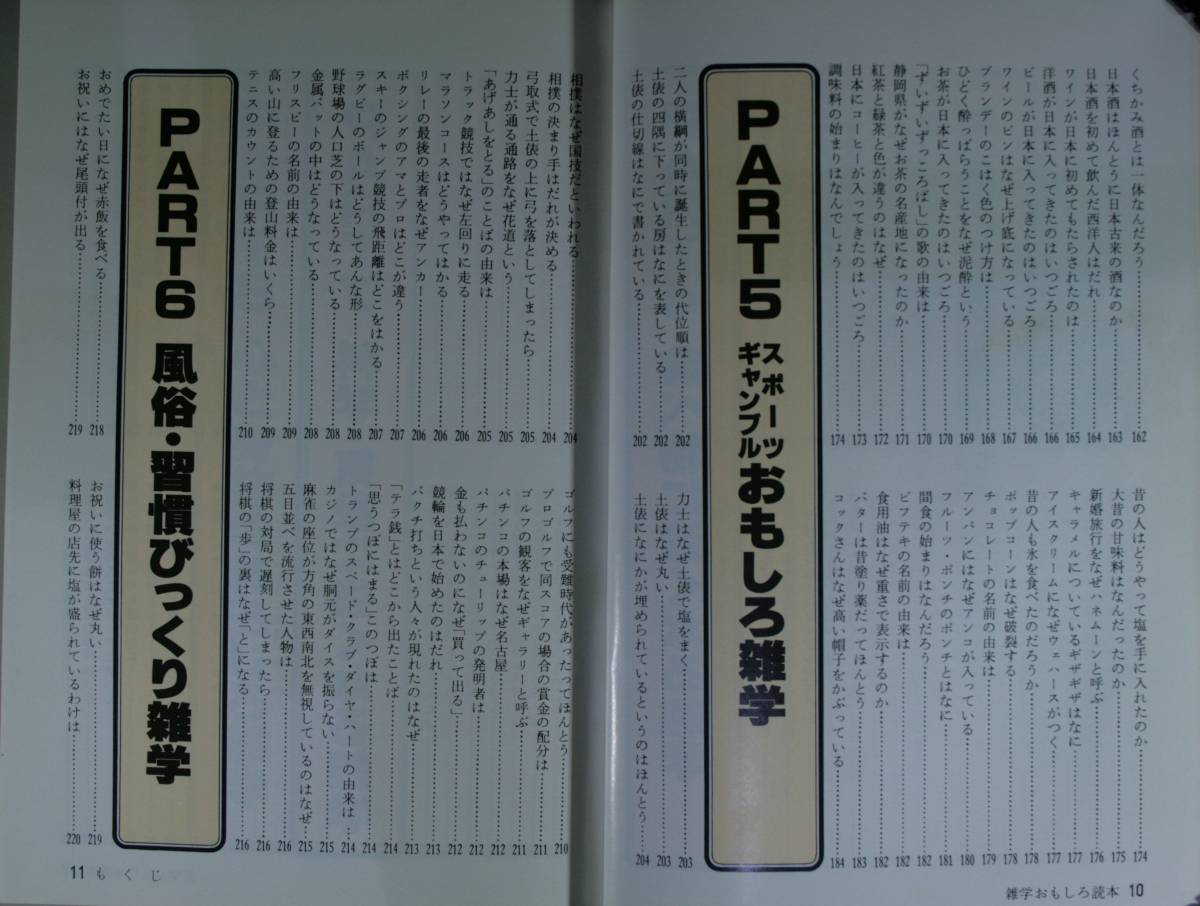 くちかみ酒とは一体なんだろう……162
日本酒はほんとうに日本古来の酒なのか……163
日本酒を初めて飲んだ西洋人はだれ……164
ワインが日本に初めてもたらされたのは……165
洋酒が日本に入ってきたのはいつごろ……166
ビールが日本に入ってきたのはいつごろ……166
ワインのビンはなぜ上げ底になっている……167
ブランデーのこはく色のつけ方は……168
ひどく酔っぱらうことをなぜ泥酔という……169
お茶が日本に入ってきたのはいつごろ……170
「ずいずいずっころばし」の歌の由来は……170
静岡県がなぜお茶の名産地になったのか……171
紅茶と緑茶と色が違うのはなぜ……172
日本にコーヒーが入ってきたのはいつごろ……173
調味料の始まりはなんでしょう……174
昔の人はどうやって塩を手に入れたのか……174
大昔の甘味料はなんだったのか……175
新婚旅行をなぜハネムーンと呼ぶ……176
キャラメルについているギザギザはなに……177
アイスクリームになぜウェハースがつく……177
昔の人も氷を食べたのだろうか……178
ポップコーンはなぜ破裂する……178
チョコレートの名前の由来は……179
アンパンにはなぜアンコが入っている……180
フルーツポンチのポンチとはなに……181
間食の始まりはなんだろう……182
ビフテキの名前の由来は……182
食用油はなぜ重さで表示するのか……182
バターは昔塗り薬だってほんとう……183
コックさんはなぜ高い帽子をかぶっている……184
PART5 スポーツギャンブルおもしろ雑学
二人の横綱が同時に誕生したときの代位順は……202
土俵の四隅に下っている房はなにを表している……202
土俵の仕切線はなにで書かれている……202
力士はなぜ土俵で塩をまく……203
土俵はなぜ丸い……203
土俵になにか埋められているというのはほんとう……204
雑学おもしろ読本 10
相撲はなぜ国技だといわれる……204
相撲の決まり手はだれが決める……204
弓取式で土俵の上に弓を落としてしまったら……205
力士が通る通路をなぜ花道という……205
「あげあしをとる」のことばの由来は……205
トラック競技ではなぜ左回りに走る……206
マラソンコースはどうやってはかる……206
リレーの最後の走者をなぜアンカー……206
ボクシングのアマとプロはどこが違う……207
スキーのジャンプ競技の飛距離はどこをはかる……207
ラグビーのボールはどうしてあんな形……208
野球場の人口芝の下はどうなっている……208
金属バットの中はどうなっている……208
フリスビーの名前の由来は……209
高い山に登るための登山料金はいくら……209
テニスのカウントの由来は……210
ゴルフにも受難時代があったってほんとう……210
プロゴルフで同スコアの場合の賞金の配分は……211
ゴルフの観客をなぜギャラリーと呼ぶ……211
パチンコの本場はなぜ名古屋……212
パチンコのチューリップの発明者は……212
金も払わないのになぜ「買って出る」……212
競輪を日本で始めたのはだれ……213
バクチ打ちという人々が現れたのはなぜ……213
「テラ銭」とはどこから出たことば……214
「思うつぼにはまる」このつぼは……214
トランプのスペード・クラブ・ダイヤ・ハートの由来は……214
カジノではなぜ胴元がダイスを振らない……215
麻雀の座位が方角の東西南北を無視しているのはなぜ……215
五目並べを流行させた人物は……216
将棋の対局で遅刻してしまったら……216
将棋の「歩」の裏はなぜ「と」になる……216
PART6 風俗・習慣びっくり雑学
おめでたい日になぜ赤飯を食べる……218
お祝いにはなぜ尾頭付が出る……219
お祝いに使う餅はなぜ丸い……219
料理屋の店先に塩が盛られているわけは……220
11 もくじ